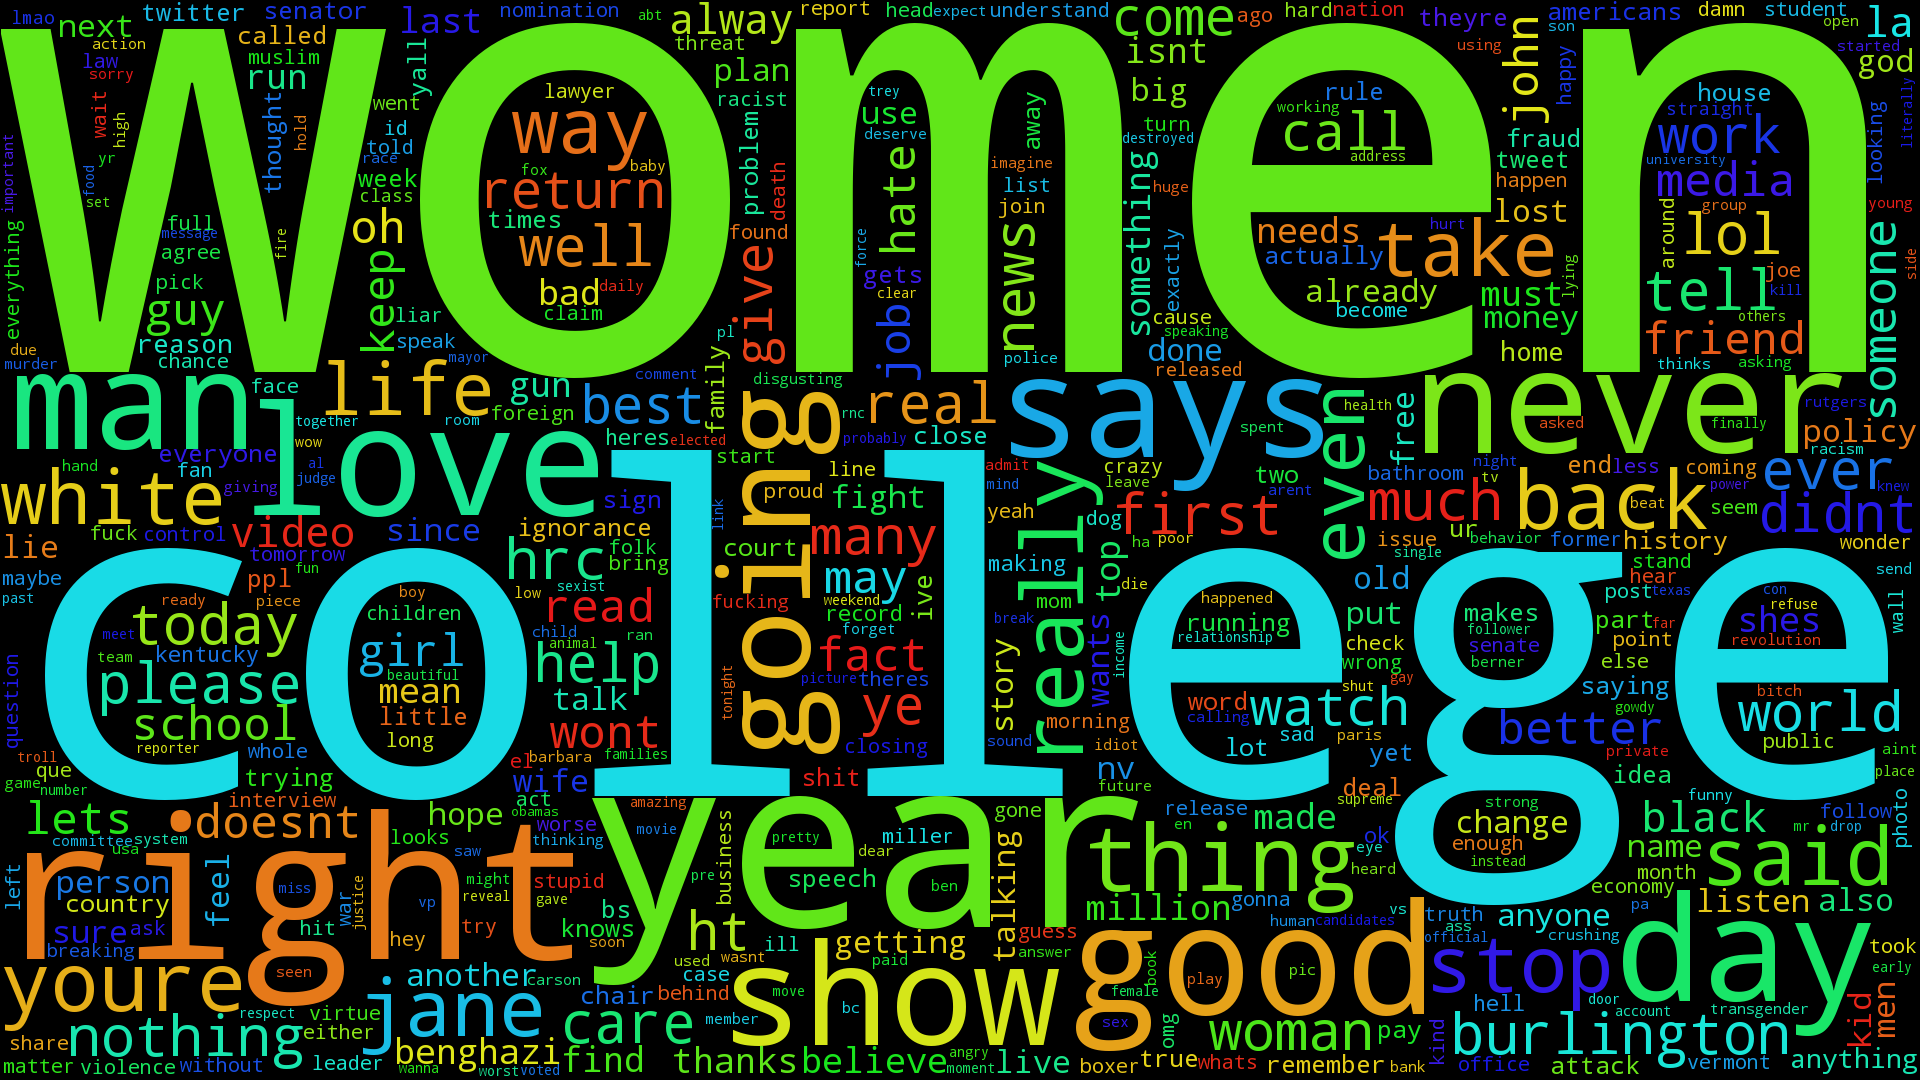 women
college
year
right
love
never
says
man
going
good
show
day
thing
back
really
white
life
said
stop
first
real
much
even
ever
didnt
world
burlington
woman
jane
nothing
youre
care
today
please
school
girl
help
wont
hrc
read
many
may
fact
ye
fight
best
video
way
return
well
bad
times
lawyer
fox
baby
daily
claim
call
needs
take
already
actually
become
address
working
rule
work
media
lol
tell
friend
house
straight
university
group
around
joe
kill
others
thinks
asking
someone
john
la
god
come
isnt
big
alway
plan
last
next
run
called
senator
twitter
nomination
report
head
expect
understand
ago
hard
nation
theyre
americans
damn
student
open
son
started
using
happy
looking
literally
young
side
fraud
tweet
happen
lost
must
money
home
lying
hurt
something
exactly
huge
destroyed
turn
cause
speaking
done
released
news
away
imagine
list
join
police
hate
use
deserve
trey
gets
clear
force
job
give
found
death
problem
racist
threat
abt
lmao
action
law
sorry
muslim
wait
high
yr
food
set
thought
hold
yall
went
id
told
race
week
class
oh
keep
liar
speak
mayor
full
message
agree
fire
pick
guy
reason
chance
everything
important
due
murder
face
together
room
wow
gun
foreign
comment
heres
elected
family
disgusting
pl
rnc
probably
close
start
line
proud
spent
health
asked
free
finally
rutgers
policy
racism
hand
everyone
fan
giving
al
judge
fuck
control
since
sign
ignorance
folk
bring
link
court
tomorrow
fun
lie
maybe
past
ppl
sexist
low
admit
mind
yeah
crazy
leave
two
arent
bathroom
night
tv
end
less
coming
power
beat
seem
knew
dog
top
ha
poor
issue
ur
behavior
single
former
history
wonder
stand
hear
send
texas
making
mom
die
break
wants
old
put
check
wrong
happened
running
relationship
income
makes
follower
senate
berner
post
part
point
far
else
con
refuse
shes
revolution
wall
ready
piece
boy
children
meet
team
kentucky
beautiful
mean
little
long
reporter
child
animal
ran
talk
fucking
weekend
record
forget
ive
picture
theres
tonight
story
morning
word
calling
watch
lot
sad
shut
gay
paris
yet
better
saying
gowdy
bitch
private
public
aint
place
idea
question
troll
que
game
number
whole
trying
el
barbara
families
wife
closing
sound
shit
nv
idiot
future
deal
supreme
interview
lets
doesnt
hope
act
obamas
amazing
worse
thinking
movie
looks
committee
system
usa
saw
might
reveal
gave
stupid
pretty
dear
miller
gone
release
en
made
ok
eye
heard
strong
change
enough
instead
funny
black
mr
drop
follow
photo
name
month
economy
left
person
country
feel
miss
war
justice
vp
sure
ask
breaking
hit
hey
try
bs
knows
soon
business
pre
speech
ben
talking
million
gonna
guess
answer
human
candidates
vs
truth
ass
official
anyone
crushing
pa
listen
also
took
early
seen
another
carson
ht
used
wasnt
ill
getting
paid
case
chair
behind
member
move
bc
book
female
play
pic
sex
omg
hell
kind
door
account
transgender
kid
men
share
respect
virtue
either
matter
violence
without
leader
benghazi
wanna
worst
voted
find
thanks
believe
angry
moment
live
boxer
true
whats
remember
pay
bank
office
attack
vermont
anything